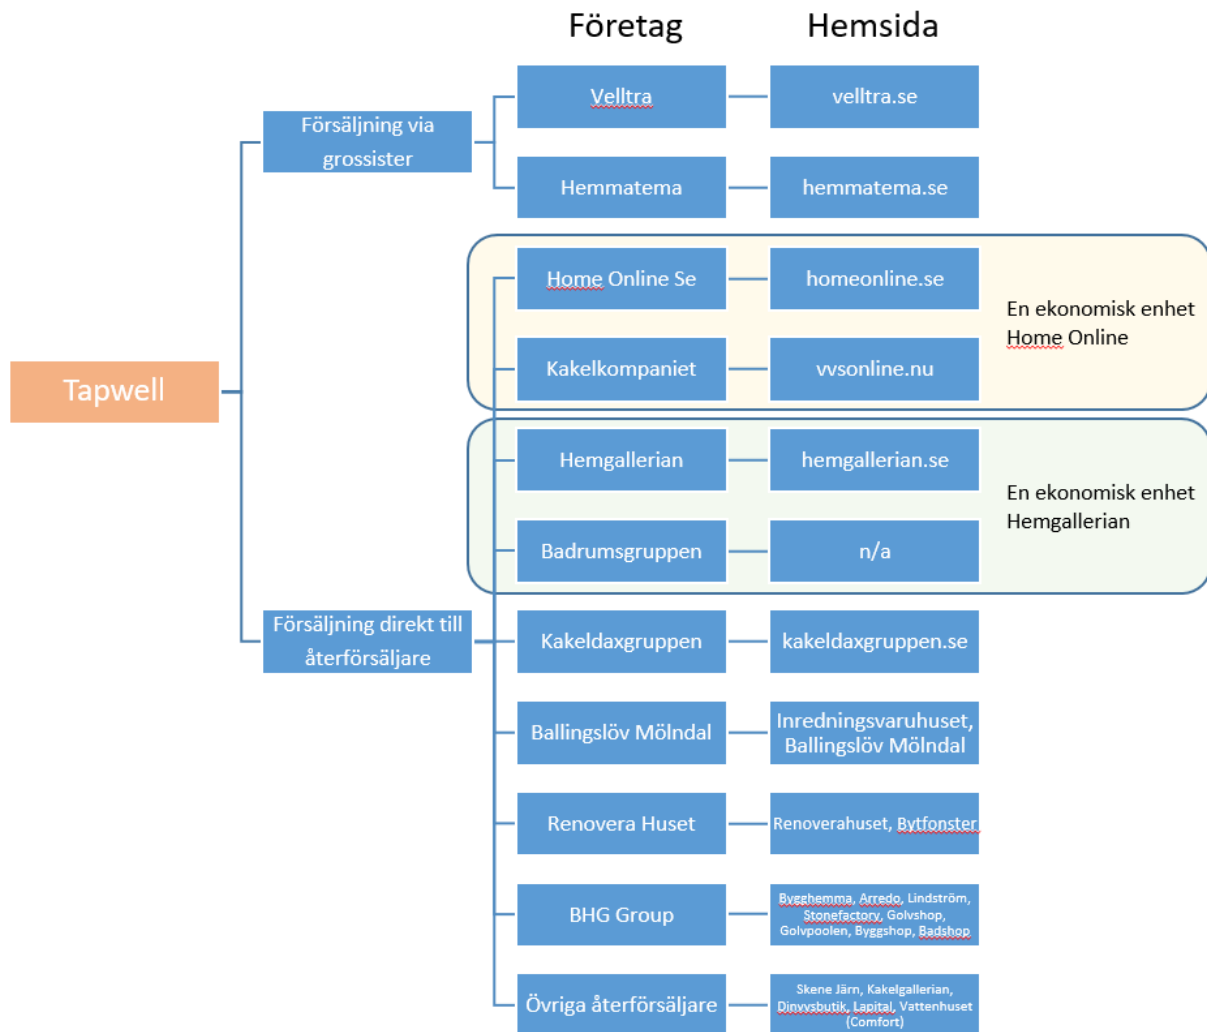 Företag
Hemsida
Velltra
velltra.se
Försäljning via
grossister
Hemmatema
hemmatema.se
Home Online Se
homeonline.se
En ekonomisk enhet
Home Online
Kakelkompaniet
vvsonline.nu
Tapwell
Hemgallerian
hemgallerian.se
En ekonomisk enhet
Hemgallerian
Badrumsgruppen
n/a
Försäljning direkt till
återförsäljare
Kakeldaxgruppen
kakeldaxgruppen.se
Ballingslöv Mölndal
Inredningsvaruhuset,
Ballingslöv Mölndal
Renovera Huset
Renoverahuset, Bytfonster
BHG Group
Bygghemma, Arredo, Lindström,
Stonefactory, Golvshop,
Golvpoolen, Byggshop, Badshop
Övriga återförsäljare
Skene Järn, Kakelgallerian,
Dinvvsbutik, Lapital, Vattenhuset
(Comfort)